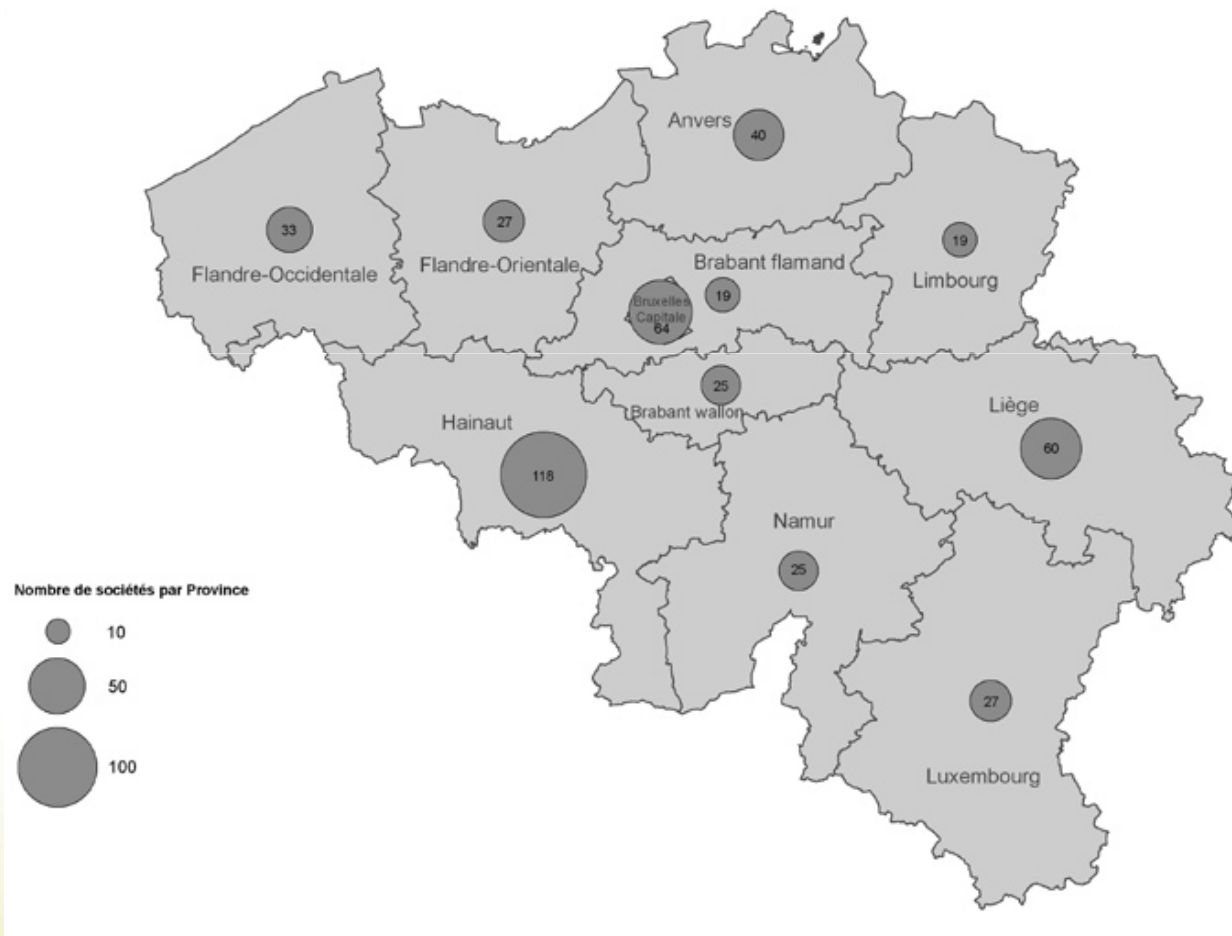 Anvers
40
33
Flandre-Occidentale
27
Flandre-Orientale
Brabant flamand
19
Bruxelles
Capitale
64
19
Limbourg
25
Brabant wallon
Hainaut
118
Liège
60
Namur
25
27
Luxembourg
Nombre de sociétés par Province
10
50
100